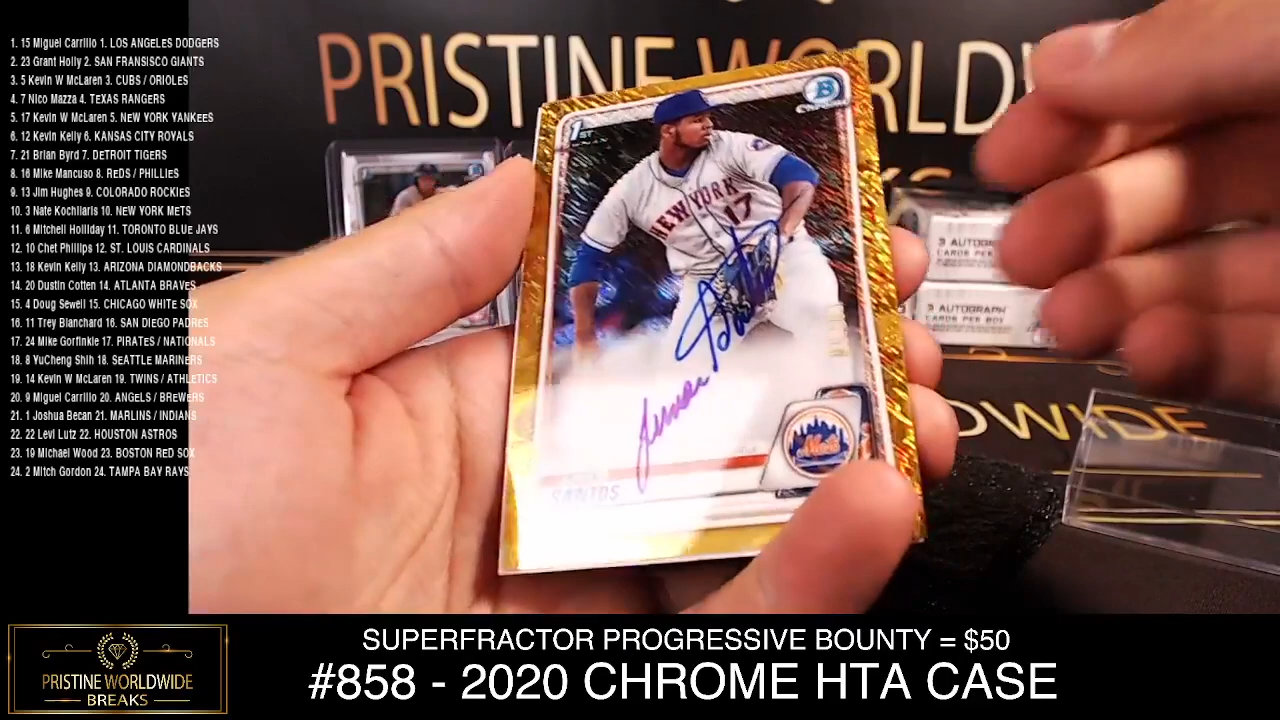 1. 15 Miguel Carrillo 1. LOS ANGELES DODGERS
2. 23 Grant Holly 2. SAN FRANSISCO GIANTS
3. 5 Kevin W McLaren 3. CUBS / ORIOLES
4. 7 Nico Mazza 4. TEXAS RANGERS
5. 17 Kevin W McLaren 5. NEW YORK YANKEES
6. 12 Kevin Kelly 6. KANSAS CITY ROYALS
7. 21 Brian Byrd 7. DETROIT TIGERS
8. 16 Mike Mancuso 8. REDS / PHILLIES
9. 13 Jim Hughes 9. COLORADO ROCKIES
10. 3 Nate Kochilaris 10. NEW YORK METS
11. 6 Mitchell Holliday 11. TORONTO BLUE JAYS
12. 10 Chet Phillips 12. ST. LOUIS CARDINALS
13. 18 Kevin Kelly 13. ARIZONA DIAMONDBACKS
14. 20 Dustin Cotten 14. ATLANTA BRAVES
15. 4 Doug Sewell 15. CHICAGO WHITE SOX
16. 11 Trey Blanchard 16. SAN DIEGO PADRES
17. 24 Mike Gorfinkle 17. PIRATES / NATIONALS
18. 8 YuCheng Shih 18. SEATTLE MARINERS
19. 14 Kevin W McLaren 19. TWINS / ATHLETICS
20. 9 Miguel Carrillo 20. ANGELS / BREWERS
21. 1 Joshua Becan 21. MARLINS / INDIANS
22. 22 Levi Lutz 22. HOUSTON ASTROS
23. 19 Michael Wood 23. BOSTON RED SOX
24. 2 Mitch Gordon 24. TAMPA BAY RAYS
PRISTINE WORLDW
1ST
B
CHROME
NEW YORK
17
Santos
SANTOS
Mets
3 AUTOGRAPH
CARDS PER BOX
3 AUTOGRAPH
CARDS PER BOX
WIDE
PRISTINE WORLDWIDE
BREAKS
SUPERFRACTOR PROGRESSIVE BOUNTY = $50
#858 - 2020 CHROME HTA CASE